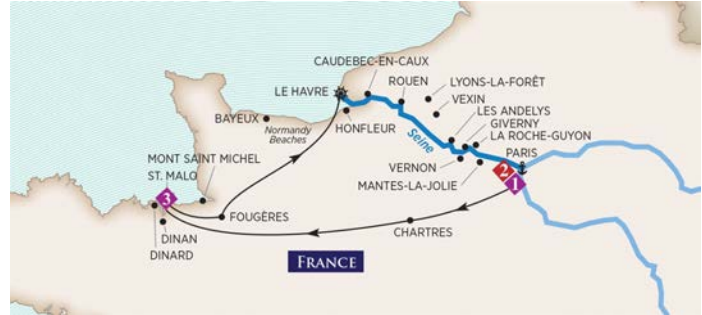 CAUDEBEC-EN-CAUX
LE HAVRE
ROUEN
LYONS-LA-FORÊT
VEXIN
LES ANDELYS
GIVERNY
LA ROCHE-GUYON
PARIS
BAYEUX
Normandy
Beaches
HONFLEUR
Seine
VERNON
MANTES-LA-JOLIE
2
1
MONT SAINT MICHEL
ST. MALO
3
FOUGÈRES
CHARTRES
DINAN
DINARD
FRANCE